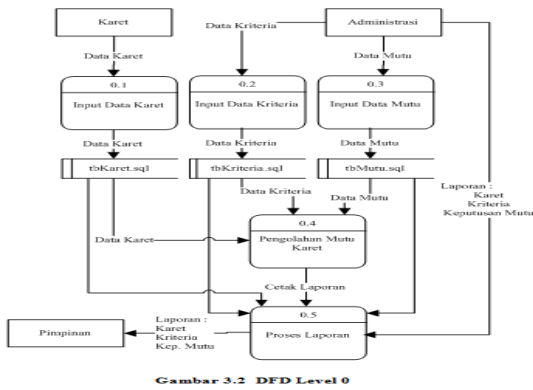 Karet
Administrasi
Data Kriteria
Data Karet
Data Mutu
0.1
0.2
0.3
Input Data Karet
Input Data Kriteria
Input Data Mutu
Data Karet
Data Kriteria
Data Mutu
tbKaret.sql
tbKriteria.sql
tbMutu.sql
Data Kriteria
Data Mutu
Laporan :
Karet
Kriteria
Keputusan Mutu
0.4
Data Karet
Pengolahan Mutu
Karet
Cetak Laporan
0.5
Proses Laporan
Laporan :
Karet
Kriteria
Kep. Mutu
Pimpinan
Gambar 3.2 DFD Level 0